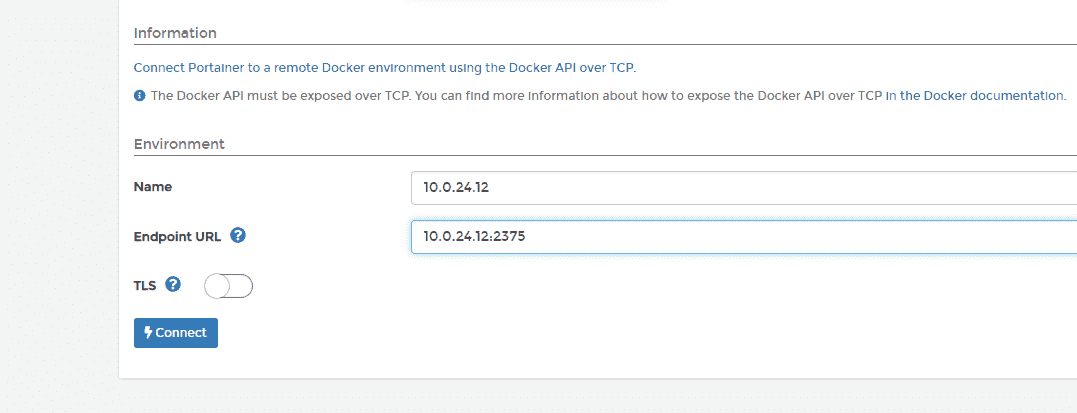 Information
Connect Portainer to a remote Docker environment using the Docker API over TCP.
The Docker API must be exposed over TCP. You can find more information about how to expose the Docker API over TCP in the Docker documentation.
Environment
Name 10.0.24.12
Endpoint URL 10.0.24.12:2375
TLS
Connect